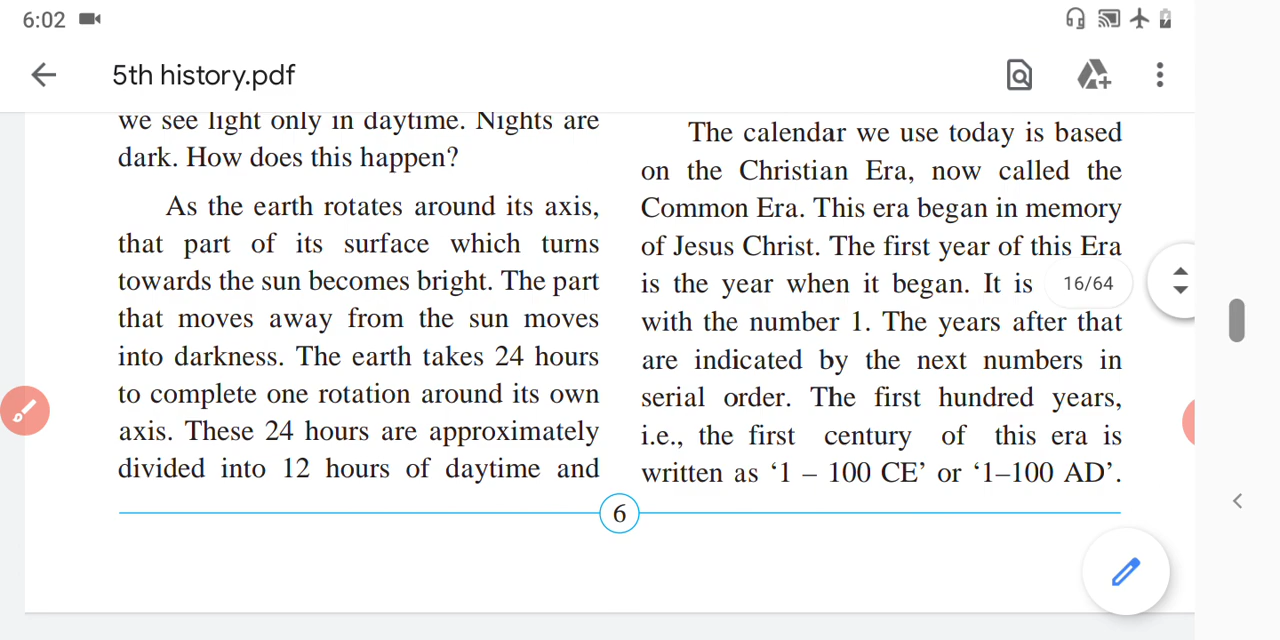 6:02
5th history.pdf
we see light only in daytime. Nights are
dark. How does this happen?
As the earth rotates around its axis,
that part of its surface which turns
towards the sun becomes bright. The part
that moves away from the sun moves
into darkness. The earth takes 24 hours
to complete one rotation around its own
axis. These 24 hours are approximately
divided into 12 hours of daytime and
The calendar we use today is based
on the Christian Era, now called the
Common Era. This era began in memory
of Jesus Christ. The first year of this Era
is the year when it began. It is
16/64
with the number 1. The years after that
are indicated by the next numbers in
serial order. The first hundred years,
i.e., the first century of this era is
written as ‘1 – 100 CE’ or ‘1–100 AD’.
6